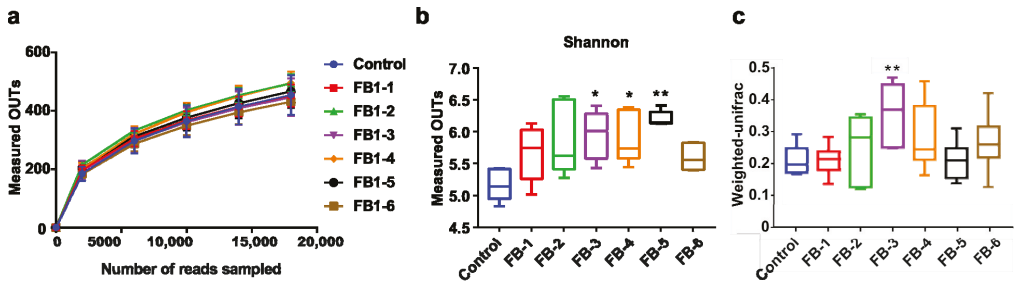 a
Measured OUTs
600
400
200
0
0
5000
10,000
15,000
20,000
Number of reads sampled
Control
FB1-1
FB1-2
FB1-3
FB1-4
FB1-5
FB1-6
b
Shannon
Measured OUTs
7.0
6.5
6.0
5.5
5.0
4.5
*
*
**
Control
FB-1
FB-2
FB-3
FB-4
FB-5
FB-6
c
Weighted-unifrac
0.5
0.4
0.3
0.2
0.1
0
**
Control
FB-1
FB-2
FB-3
FB-4
FB-5
FB-6